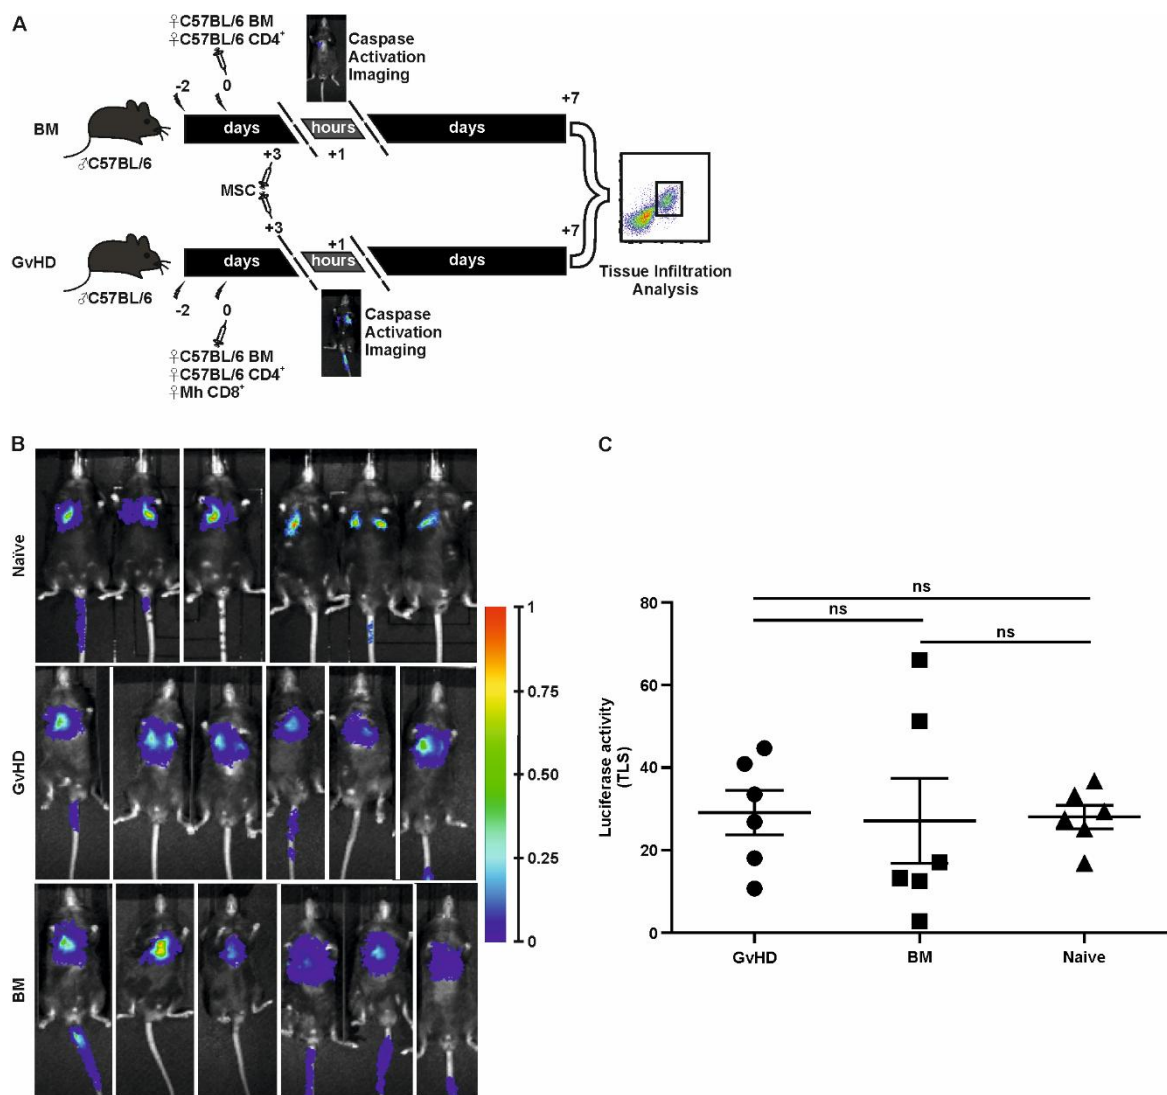 A
♀C57BL/6 BM
♀C57BL/6 CD4⁺
-2
0
Caspase
Activation
Imaging
+7
BM
days
hours
days
♂C57BL/6
+3
+1
MSC
+3
+1
+7
GvHD
days
hours
days
♂C57BL/6
-2
0
♀C57BL/6 BM
♀C57BL/6 CD4⁺
♀Mh CD8⁺
Caspase
Activation
Imaging
Tissue Infiltration
Analysis
B
Naïve
GvHD
BM
1
0.75
0.50
0.25
0
C
ns
ns
ns
Luciferase activity
(TLS)
80
60
40
20
0
GvHD
BM
Naive